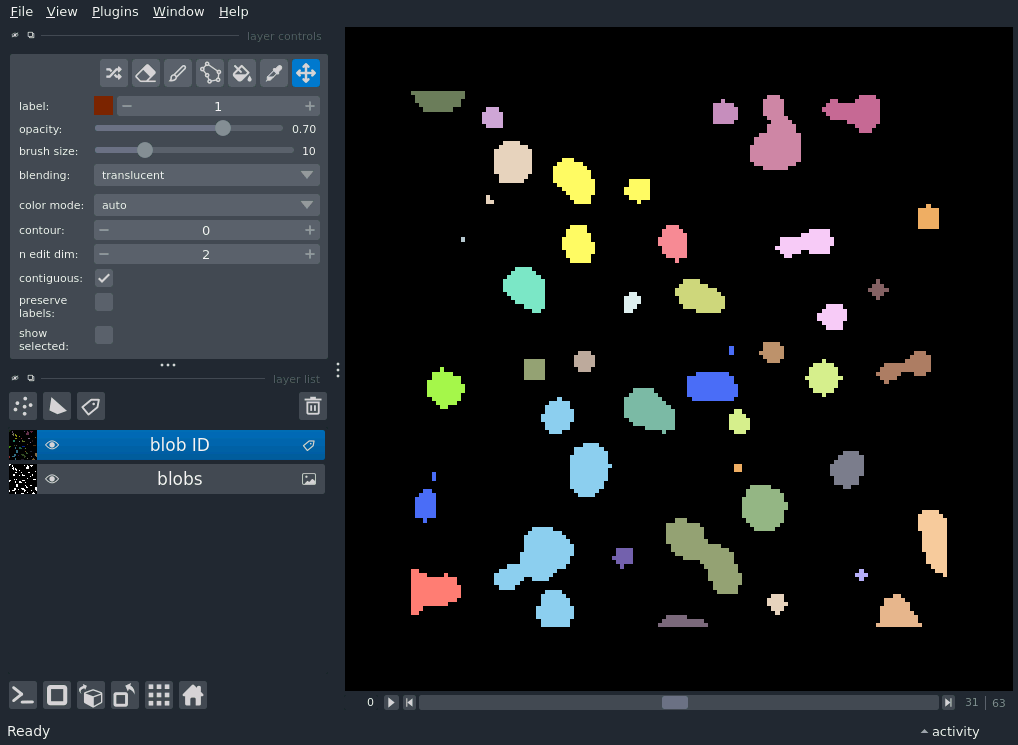 File View Plugins Window Help
layer controls
label: 1
opacity: 0.70
brush size: 10
blending: translucent
color mode: auto
contour: 0
n edit dim: 2
contiguous:
preserve
labels:
show
selected:
layer list
blob ID
blobs
0 31 63
Ready activity